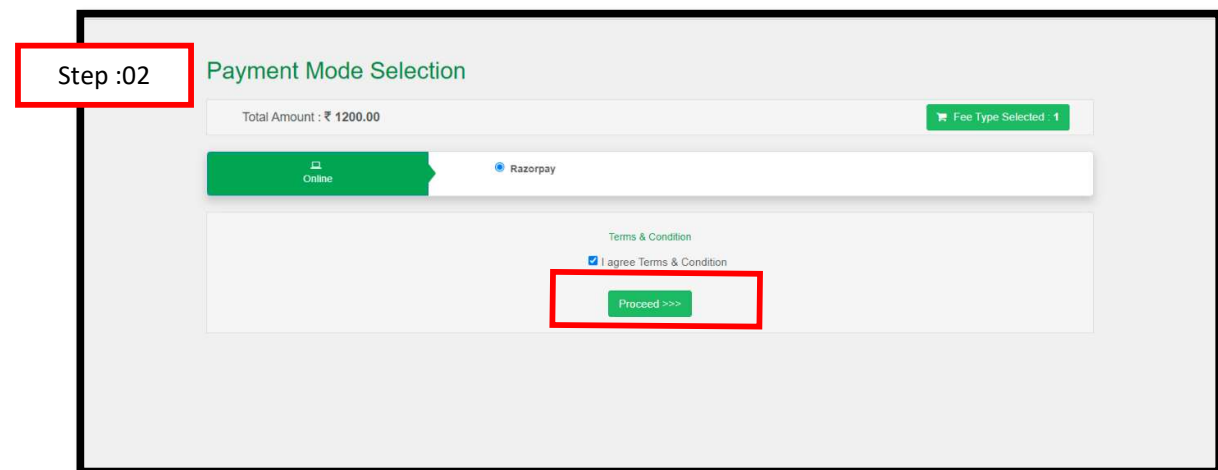 Step :02
Payment Mode Selection
Total Amount : ₹ 1200.00
Fee Type Selected : 1
Online
Razorpay
Terms & Condition
I agree Terms & Condition
Proceed >>>